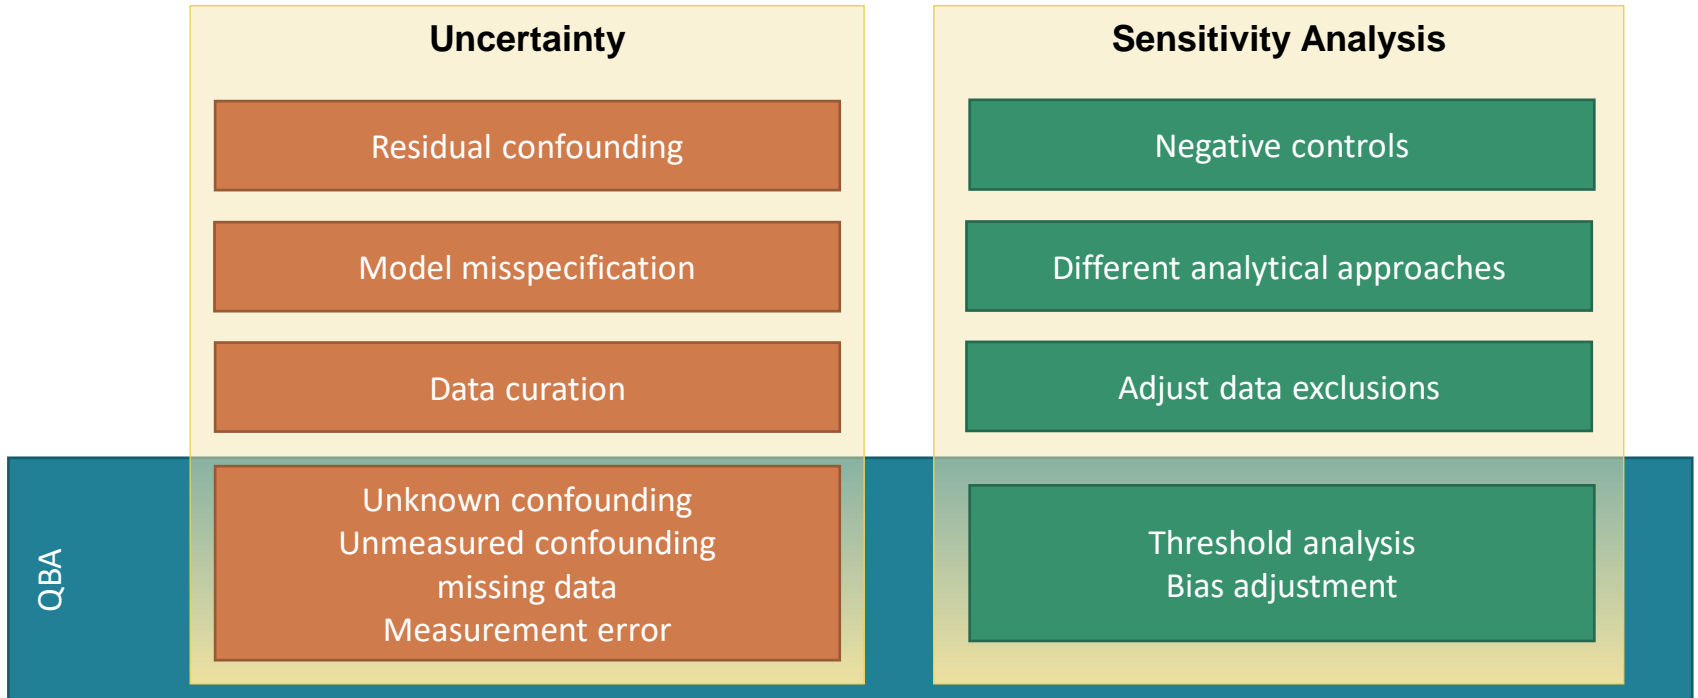 Uncertainty
Sensitivity Analysis
Residual confounding
Negative controls
Model misspecification
Different analytical approaches
Data curation
Adjust data exclusions
QBA
Unknown confounding
Unmeasured confounding
missing data
Measurement error
Threshold analysis
Bias adjustment